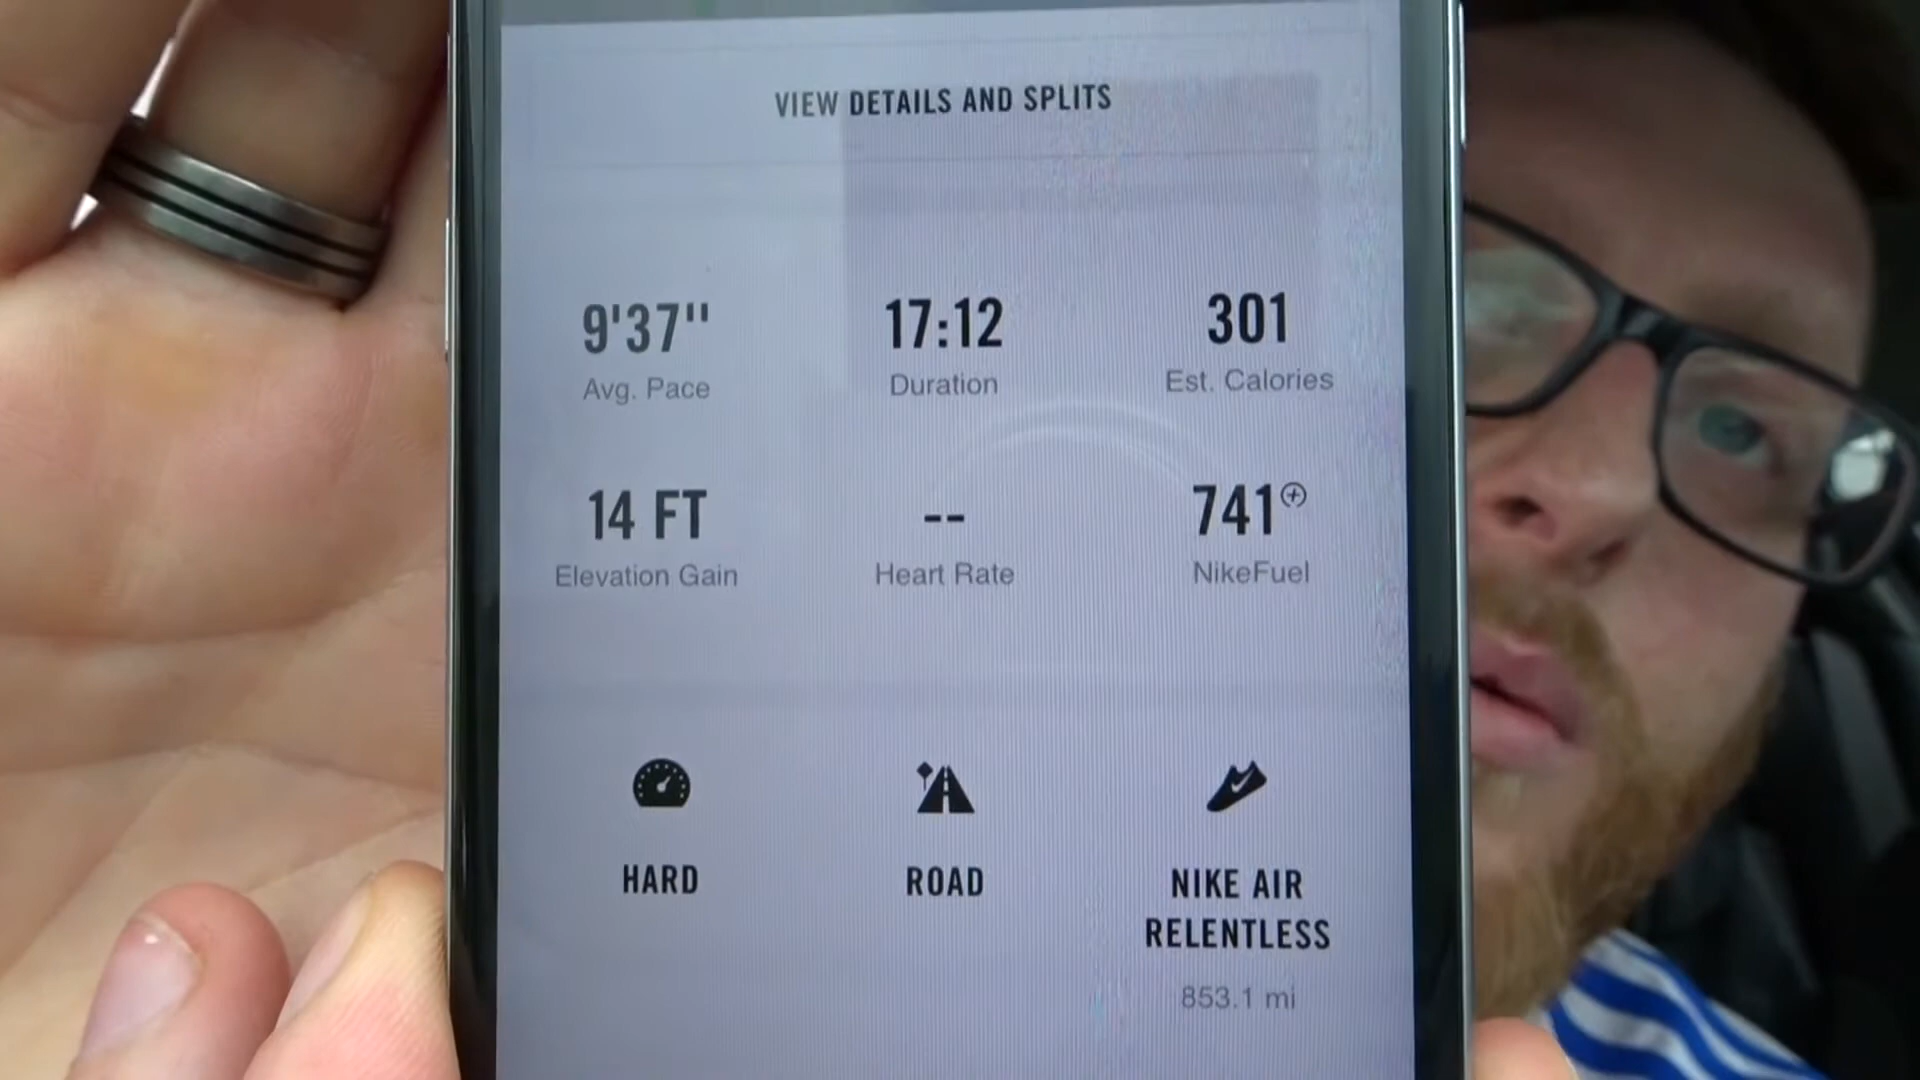 VIEW DETAILS AND SPLITS
9'37"
17:12
301
Avg. Pace
Duration
Est. Calories
14 FT
--
741
Elevation Gain
Heart Rate
NikeFuel
HARD
ROAD
NIKE AIR
RELENTLESS
853.1 mi